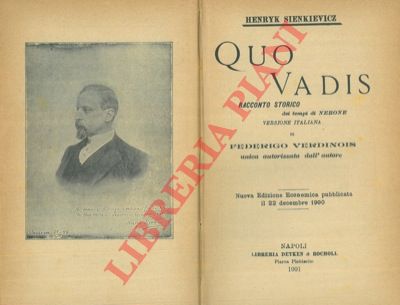 HENRYK SIENKIEVICZ
QUO
VADIS
RACCONTO STORICO
dei tempi di NERONE
VERSIONE ITALIANA
DI
FEDERIGO VERDINOIS
unica autorizzata dall'autore
Nuova Edizione Economica pubblicata
il 22 decembre 1900
NAPOLI
LIBRERIA DETKEN & ROCHOLL
Piazza Plebiscito
1901
LIBRERIA PIANI